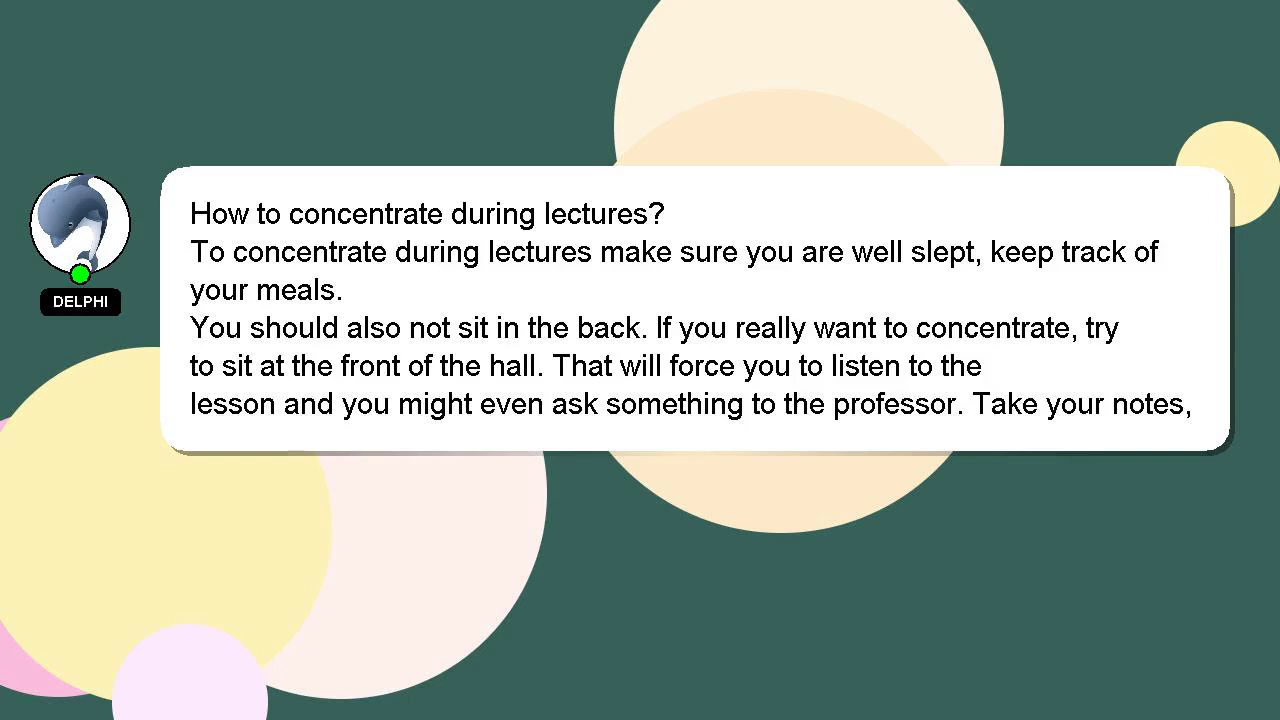 How to concentrate during lectures?
To concentrate during lectures make sure you are well slept, keep track of
your meals.
You should also not sit in the back. If you really want to concentrate, try
to sit at the front of the hall. That will force you to listen to the
lesson and you might even ask something to the professor. Take your notes,
DELPHI